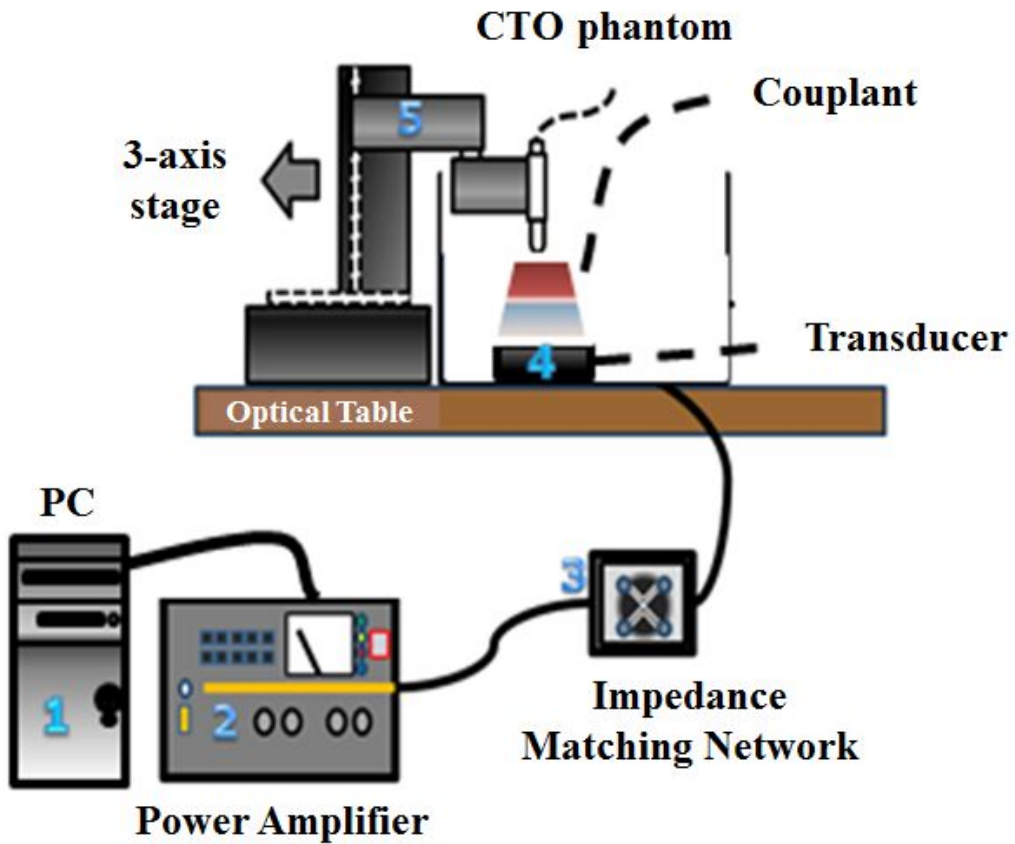 CTO phantom
Couplant
5
3-axis
stage
Transducer
4
Optical Table
PC
3
1
2
Impedance
Matching Network
Power Amplifier